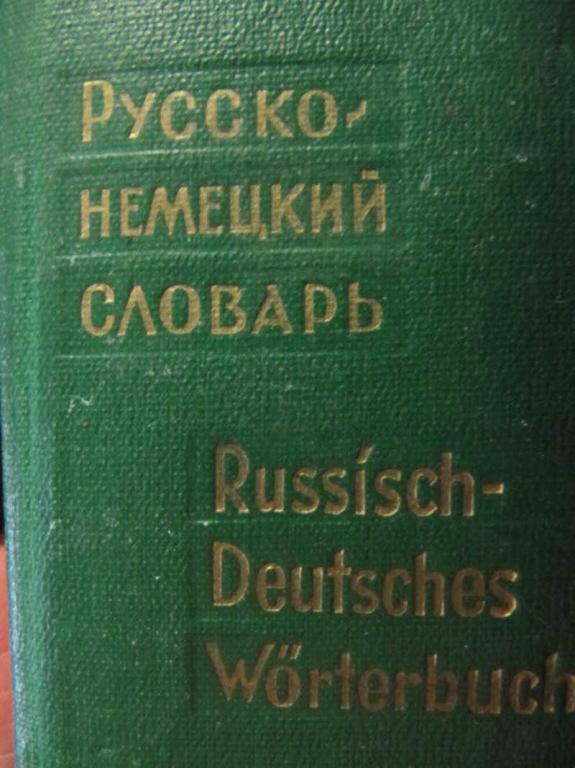 Русско-
немецкий
словарь
Russisch-
Deutsches
Wörterbuch